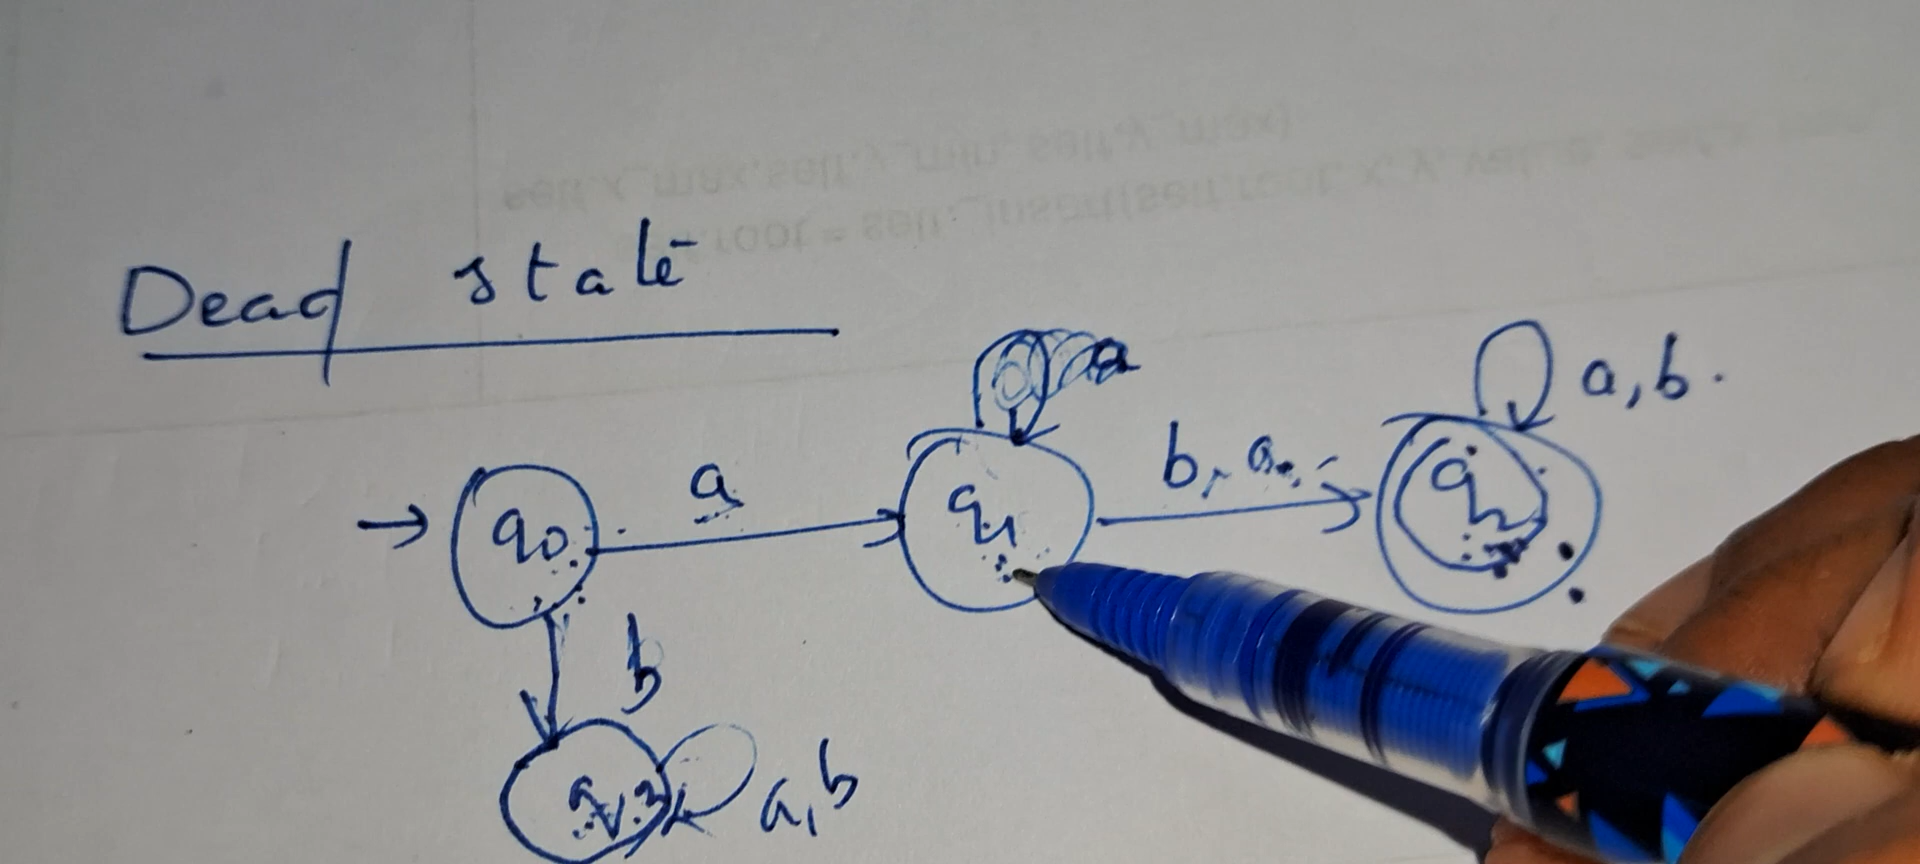 Dead state
a
a, b.
a
b, a
q0
q1
q2
b
q3
a, b